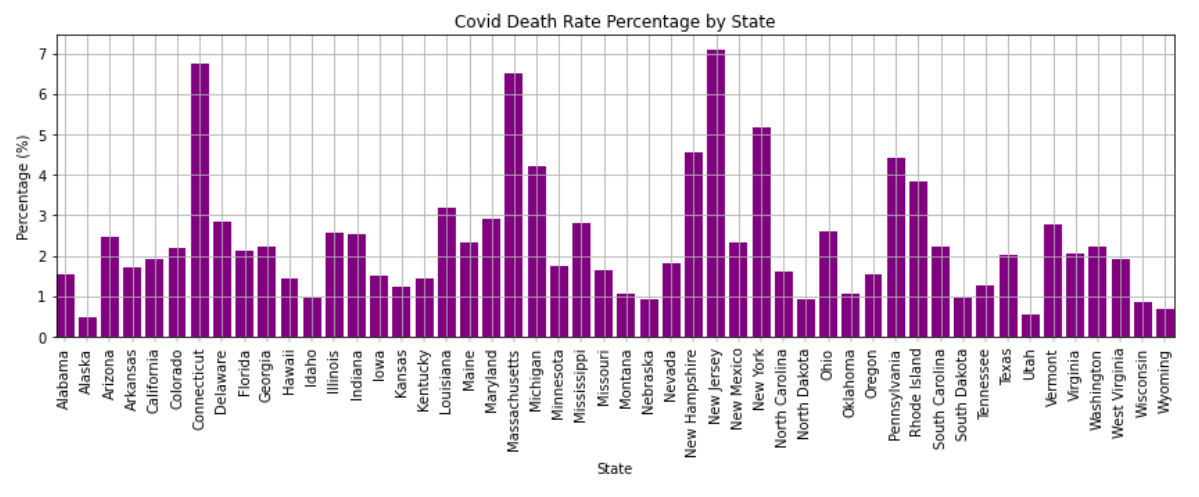 Covid Death Rate Percentage by State
Percentage (%)
7
6
5
4
3
2
1
0
Alabama
Alaska
Arizona
Arkansas
California
Colorado
Connecticut
Delaware
Florida
Georgia
Hawaii
Idaho
Illinois
Indiana
Iowa
Kansas
Kentucky
Louisiana
Maine
Maryland
Massachusetts
Michigan
Minnesota
Mississippi
Missouri
Montana
Nebraska
Nevada
New Hampshire
New Jersey
New Mexico
New York
North Carolina
North Dakota
Ohio
Oklahoma
Oregon
Pennsylvania
Rhode Island
South Carolina
South Dakota
Tennessee
Texas
Utah
Vermont
Virginia
Washington
West Virginia
Wisconsin
Wyoming
State